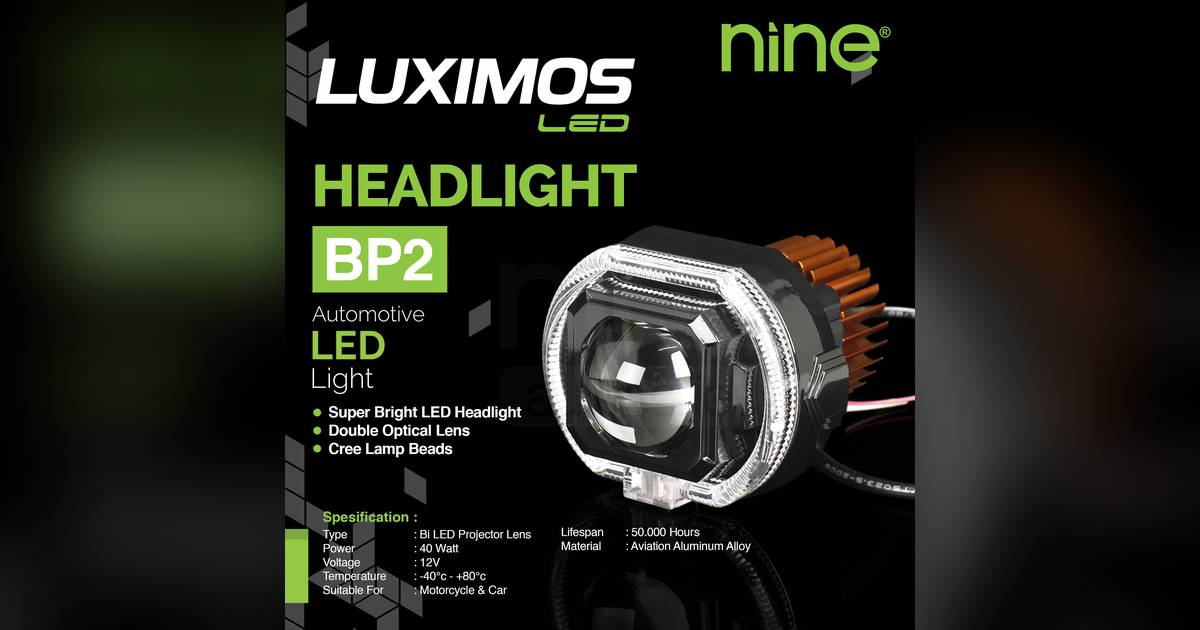 nine®
LUXIMOS
LED
HEADLIGHT
BP2
Automotive
LED
Light
Super Bright LED Headlight
Double Optical Lens
Cree Lamp Beads
Spesification :
Type : Bi LED Projector Lens
Power : 40 Watt
Voltage : 12V
Temperature : -40°c - +80°c
Suitable For : Motorcycle & Car
Lifespan : 50.000 Hours
Material : Aviation Aluminum Alloy